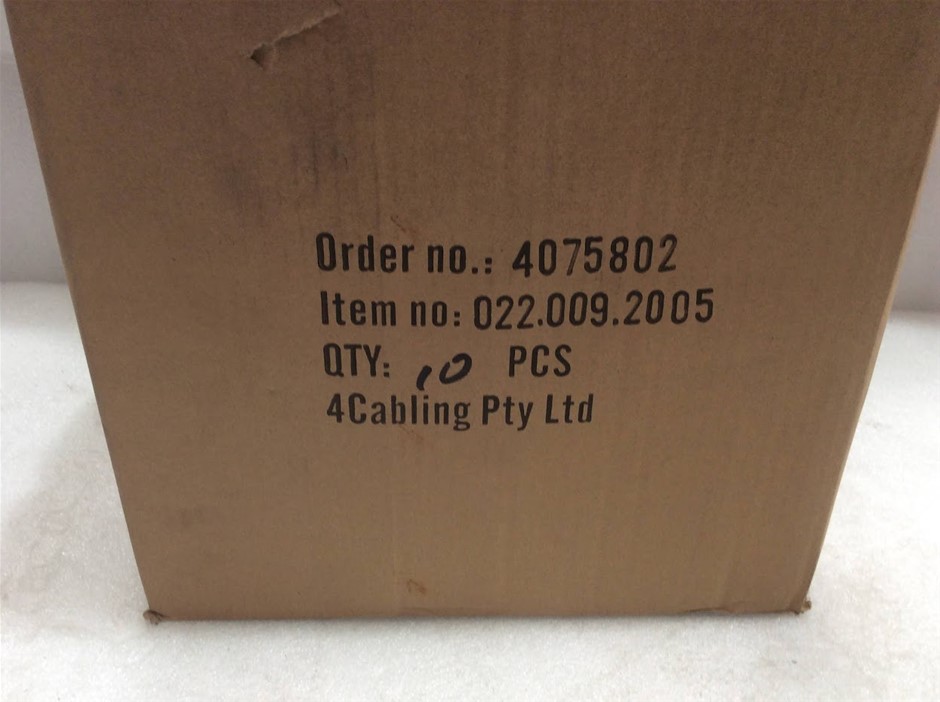 Order no.: 4075802
Item no: 022.009.2005
QTY: 10 PCS
4Cabling Pty Ltd